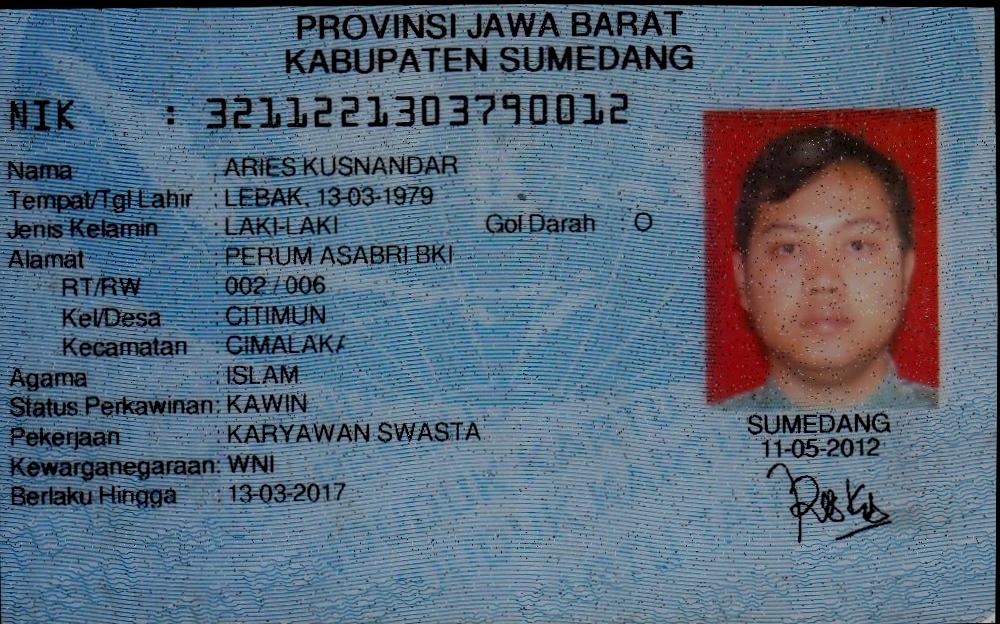 PROVINSI JAWA BARAT
KABUPATEN SUMEDANG
NIK : 3211221303790012
Nama : ARIES KUSNANDAR
Tempat/Tgl Lahir : LEBAK, 13-03-1979
Jenis Kelamin : LAKI-LAKI Gol Darah : O
Alamat : PERUM ASABRI BKI
RT/RW : 002 / 006
Kel/Desa : CITIMUN
Kecamatan : CIMALAKA
Agama : ISLAM
Status Perkawinan: KAWIN
Pekerjaan : KARYAWAN SWASTA
Kewarganegaraan: WNI
Berlaku Hingga : 13-03-2017
SUMEDANG
11-05-2012